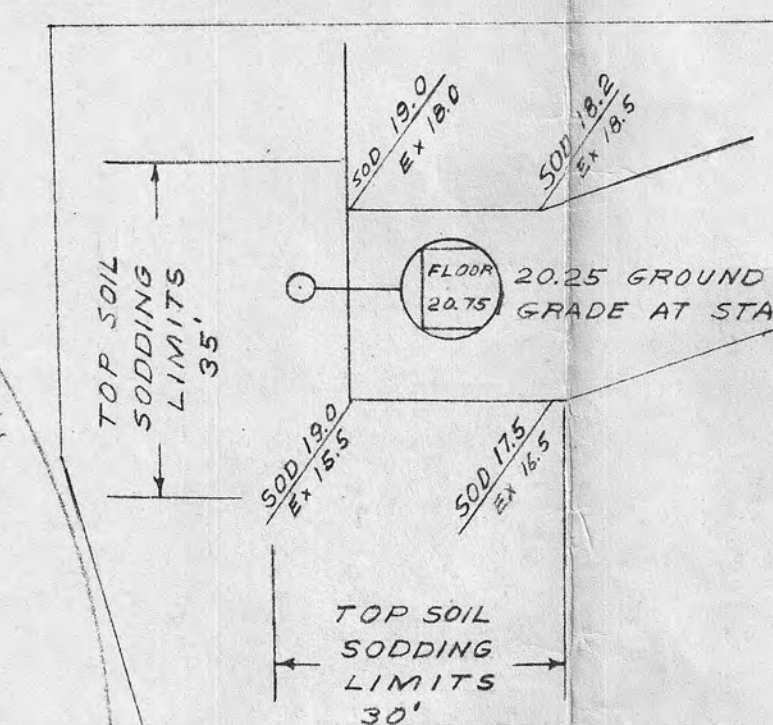 SOD 19.0
Ex 18.0
SOD 18.2
Ex 18.5
TOP SOIL
SODDING
LIMITS
35'
FLOOR
20.75
20.25 GROUND
GRADE AT STA
SOD 19.0
Ex 15.5
SOD 17.5
Ex 16.5
TOP SOIL
SODDING
LIMITS
30'